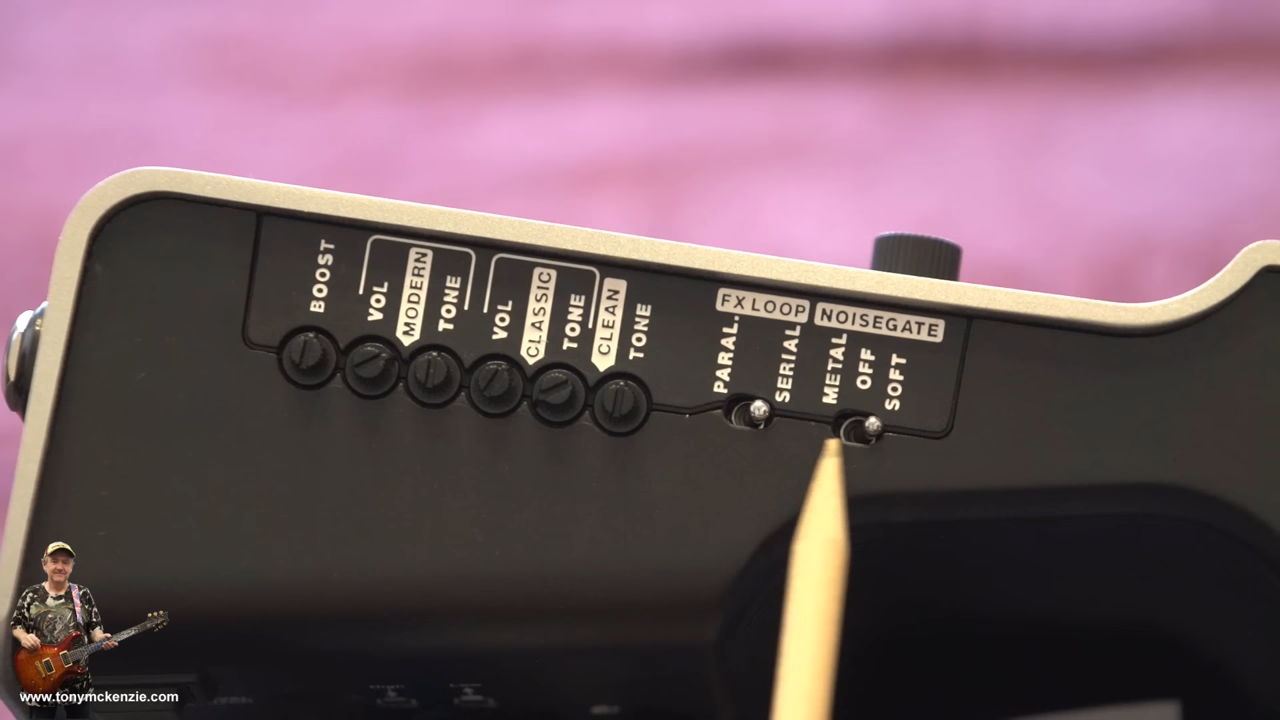 BOOST
VOL
MODERN
TONE
VOL
CLASSIC
TONE
CLEAN
TONE
FX LOOP
PARAL.
SERIAL
NOISEGATE
METAL
OFF
SOFT
www.tonymckenzie.com